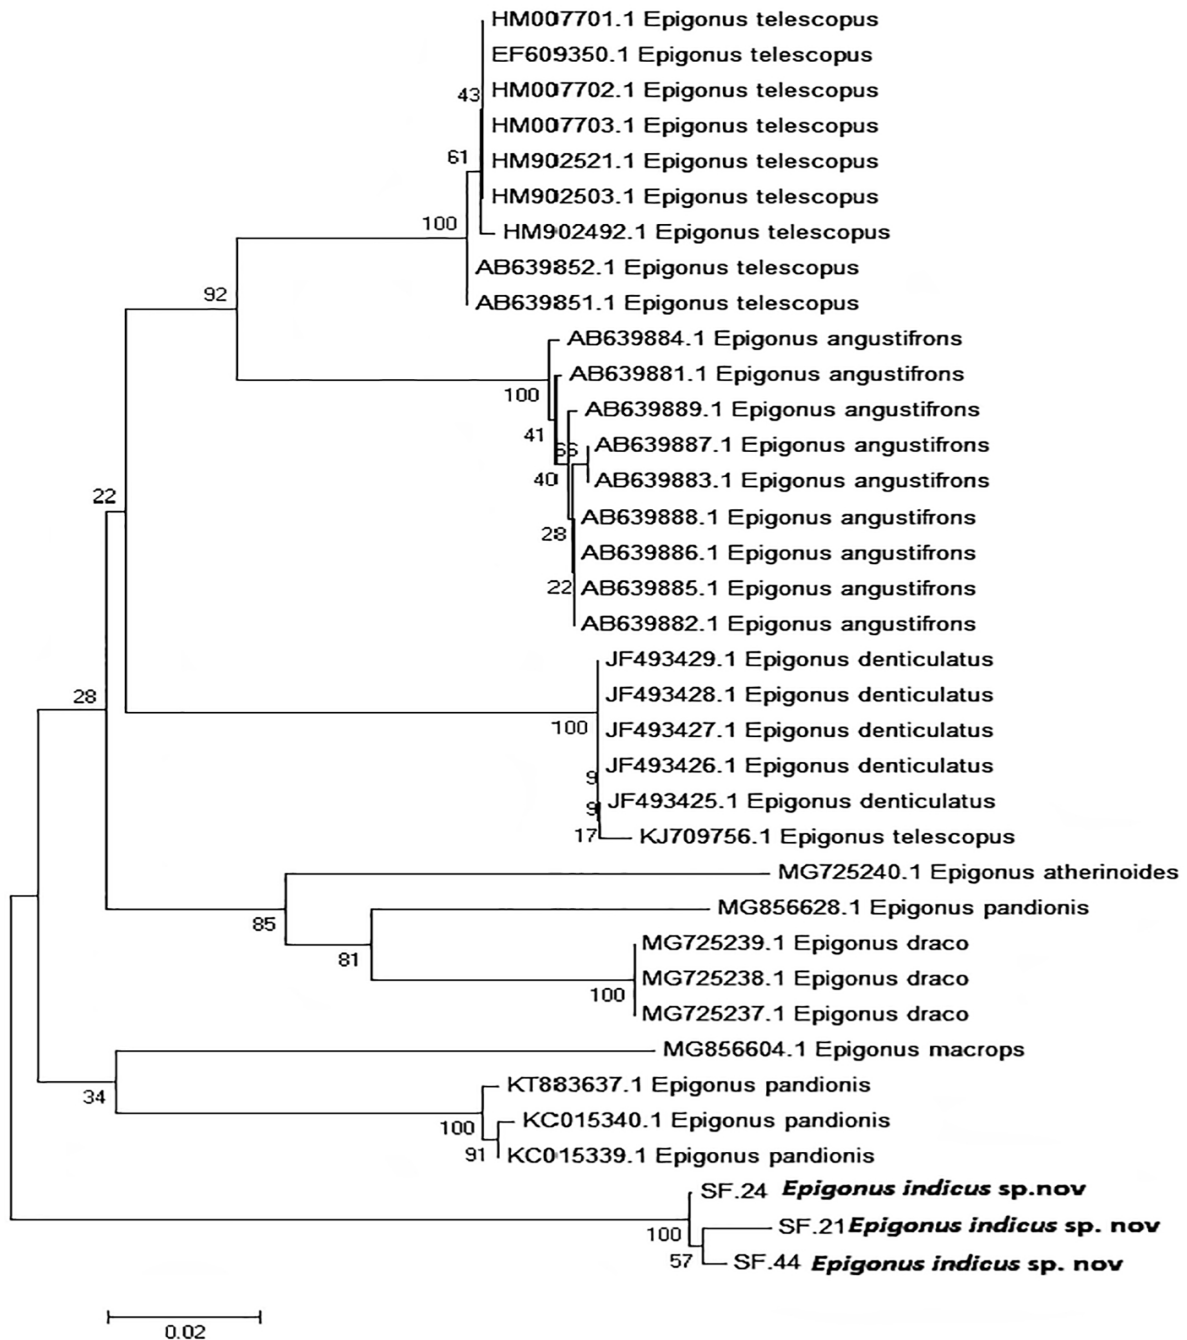 HM007701.1 Epigonus telescopus
EF609350.1 Epigonus telescopus
43 HM007702.1 Epigonus telescopus
HM007703.1 Epigonus telescopus
61 HM902521.1 Epigonus telescopus
HM902503.1 Epigonus telescopus
100 HM902492.1 Epigonus telescopus
AB639852.1 Epigonus telescopus
92 AB639851.1 Epigonus telescopus
AB639884.1 Epigonus angustifrons
AB639881.1 Epigonus angustifrons
100 AB639889.1 Epigonus angustifrons
41
66 AB639887.1 Epigonus angustifrons
40 AB639883.1 Epigonus angustifrons
22 AB639888.1 Epigonus angustifrons
28
AB639886.1 Epigonus angustifrons
22 AB639885.1 Epigonus angustifrons
AB639882.1 Epigonus angustifrons
JF493429.1 Epigonus denticulatus
28 JF493428.1 Epigonus denticulatus
100 JF493427.1 Epigonus denticulatus
9 JF493426.1 Epigonus denticulatus
9 JF493425.1 Epigonus denticulatus
17 KJ709756.1 Epigonus telescopus
MG725240.1 Epigonus atherinoides
MG856628.1 Epigonus pandionis
85
MG725239.1 Epigonus draco
81
MG725238.1 Epigonus draco
100
MG725237.1 Epigonus draco
MG856604.1 Epigonus macrops
KT883637.1 Epigonus pandionis
34
KC015340.1 Epigonus pandionis
100
91 KC015339.1 Epigonus pandionis
SF.24 Epigonus indicus sp.nov
SF.21 Epigonus indicus sp. nov
100
57 SF.44 Epigonus indicus sp. nov
0.02